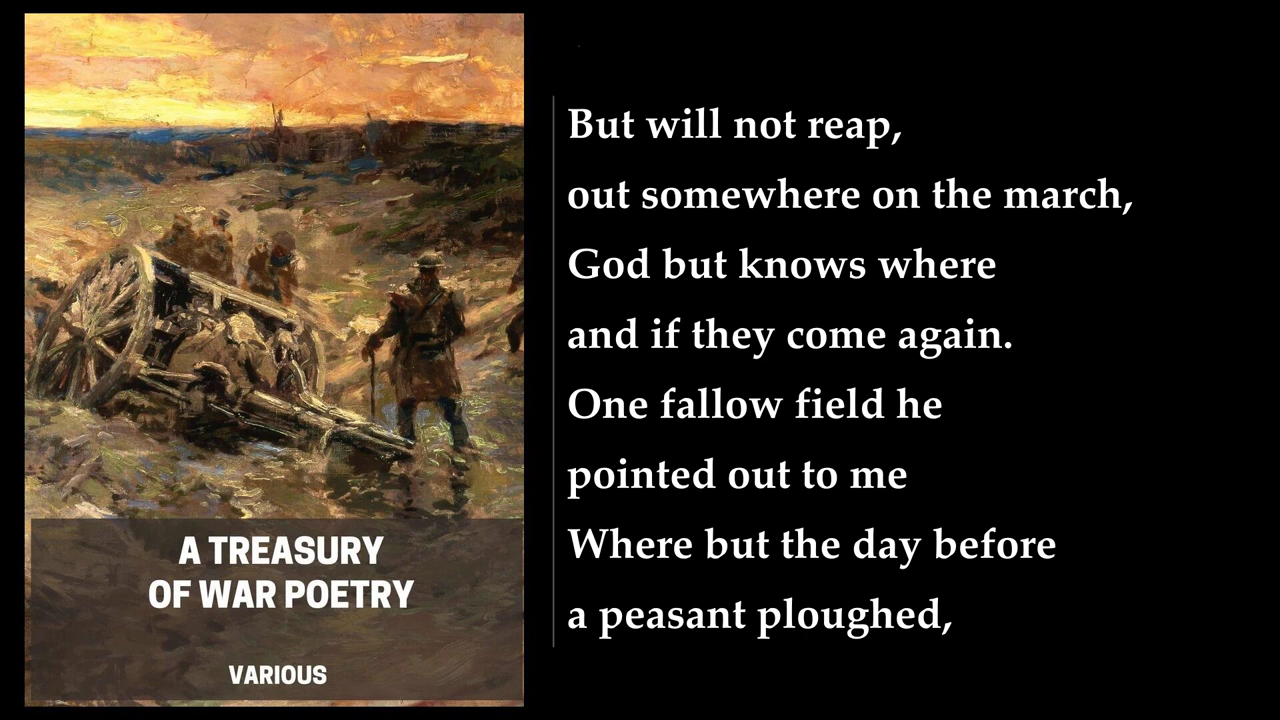 A TREASURY
OF WAR POETRY
VARIOUS
But will not reap,
out somewhere on the march,
God but knows where
and if they come again.
One fallow field he
pointed out to me
Where but the day before
a peasant ploughed,